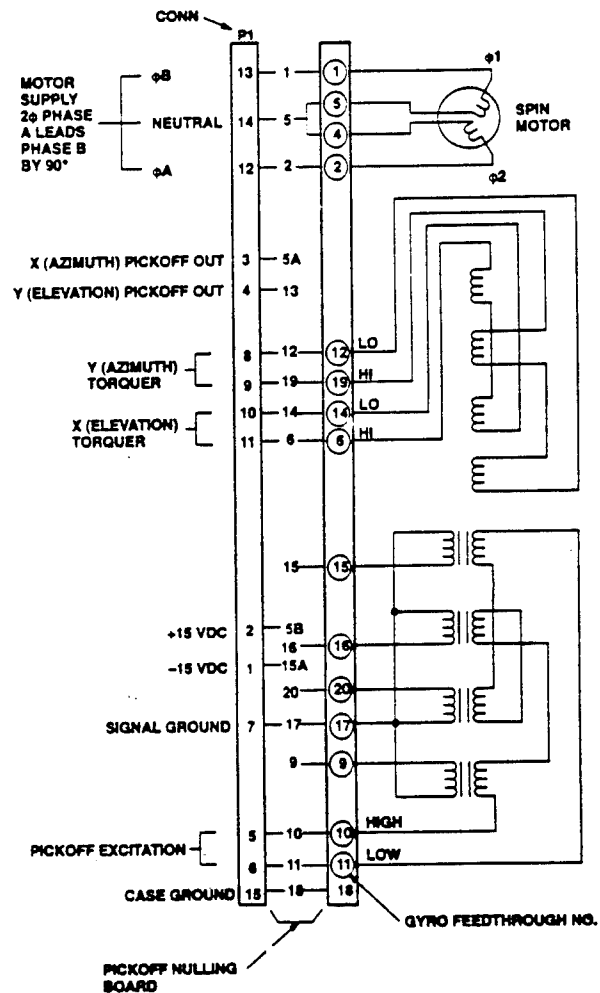 CONN
P1
MOTOR
SUPPLY
2φ PHASE
A LEADS
PHASE B
BY 90°
φB
NEUTRAL
φA
13 1 1
14 5 5
4
12 2 2
φ1
SPIN
MOTOR
φ2
X (AZIMUTH) PICKOFF OUT 3 5A
Y (ELEVATION) PICKOFF OUT 4 13
Y (AZIMUTH)
TORQUER
8 12 12 LO
9 19 19 HI
X (ELEVATION)
TORQUER
10 14 14 LO
11 6 6 HI
15 15
+15 VDC 2 5B
16 16
−15 VDC 1 15A
20 20
SIGNAL GROUND 7 17 17
9 9
PICKOFF EXCITATION
5 10 10 HIGH
6 11 11 LOW
CASE GROUND 15 18 18
GYRO FEEDTHROUGH NO.
PICKOFF NULLING
BOARD